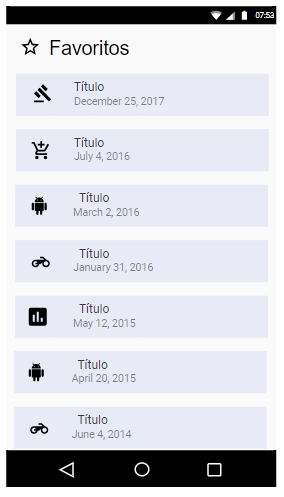 07:53
Favoritos
Título
December 25, 2017
Título
July 4, 2016
Título
March 2, 2016
Título
January 31, 2016
Título
May 12, 2015
Título
April 20, 2015
Título
June 4, 2014